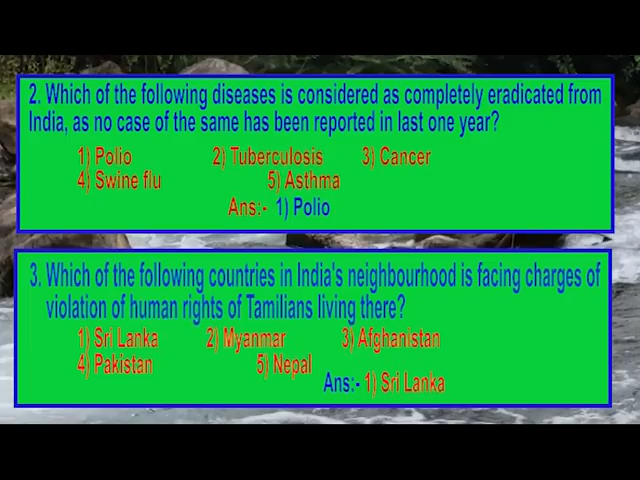 2. Which of the following diseases is considered as completely eradicated from
India, as no case of the same has been reported in last one year?
1) Polio 2) Tuberculosis 3) Cancer
4) Swine flu 5) Asthma
Ans:- 1) Polio
3. Which of the following countries in India's neighbourhood is facing charges of
violation of human rights of Tamilians living there?
1) Sri Lanka 2) Myanmar 3) Afghanistan
4) Pakistan 5) Nepal
Ans:- 1) Sri Lanka